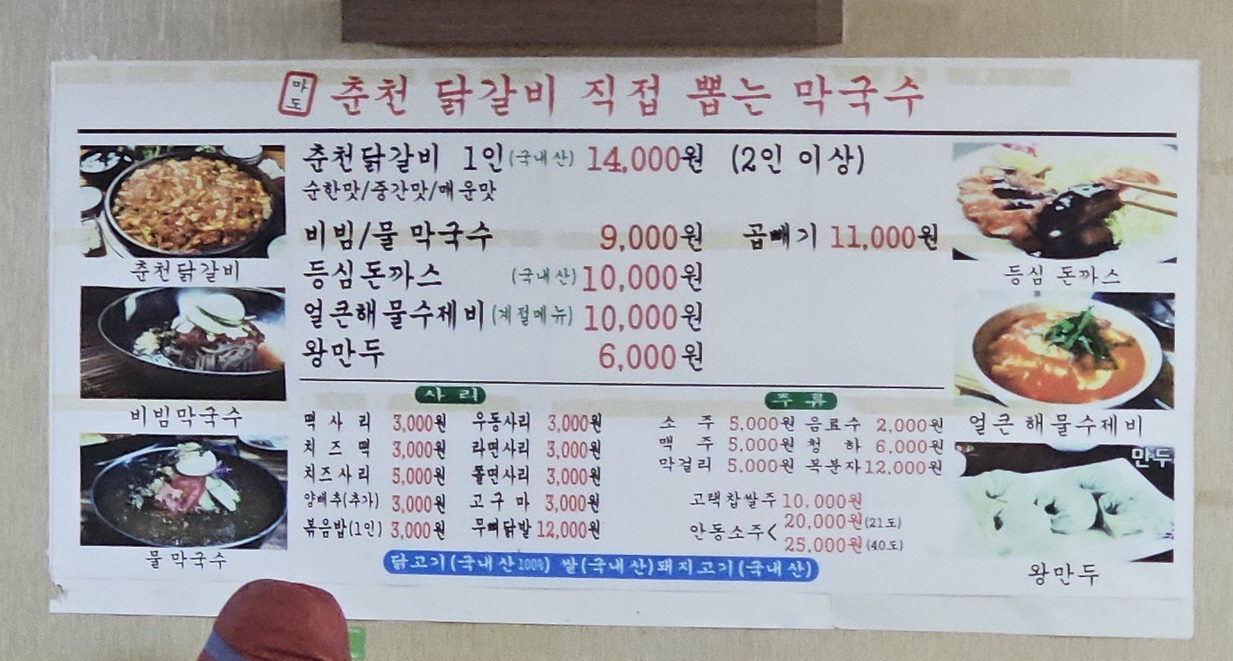 마도 춘천 닭갈비 직접 뽑는 막국수
춘천닭갈비 1인(국내산) 14,000원 (2인 이상)
순한맛/중간맛/매운맛
비빔/물 막국수 9,000원 곱빼기 11,000원
등심돈까스 (국내산) 10,000원
얼큰해물수제비(계절메뉴) 10,000원
왕만두 6,000원
춘천닭갈비
비빔막국수
물 막국수
사 리
떡 사 리 3,000원 우동사리 3,000원
치 즈 떡 3,000원 라면사리 3,000원
치즈사리 5,000원 쫄면사리 3,000원
양배추(추가) 3,000원 고 구 마 3,000원
볶음밥(1인) 3,000원 무뼈닭발 12,000원
주 류
소 주 5,000원 음료수 2,000원
맥 주 5,000원 청 하 6,000원
막걸리 5,000원 복분자 12,000원
고택찹쌀주 10,000원
안동소주< 20,000원(21도)
25,000원(40도)
닭고기(국내산100%) 쌀(국내산) 돼지고기(국내산)
등심 돈까스
얼큰 해물수제비
만두
왕만두